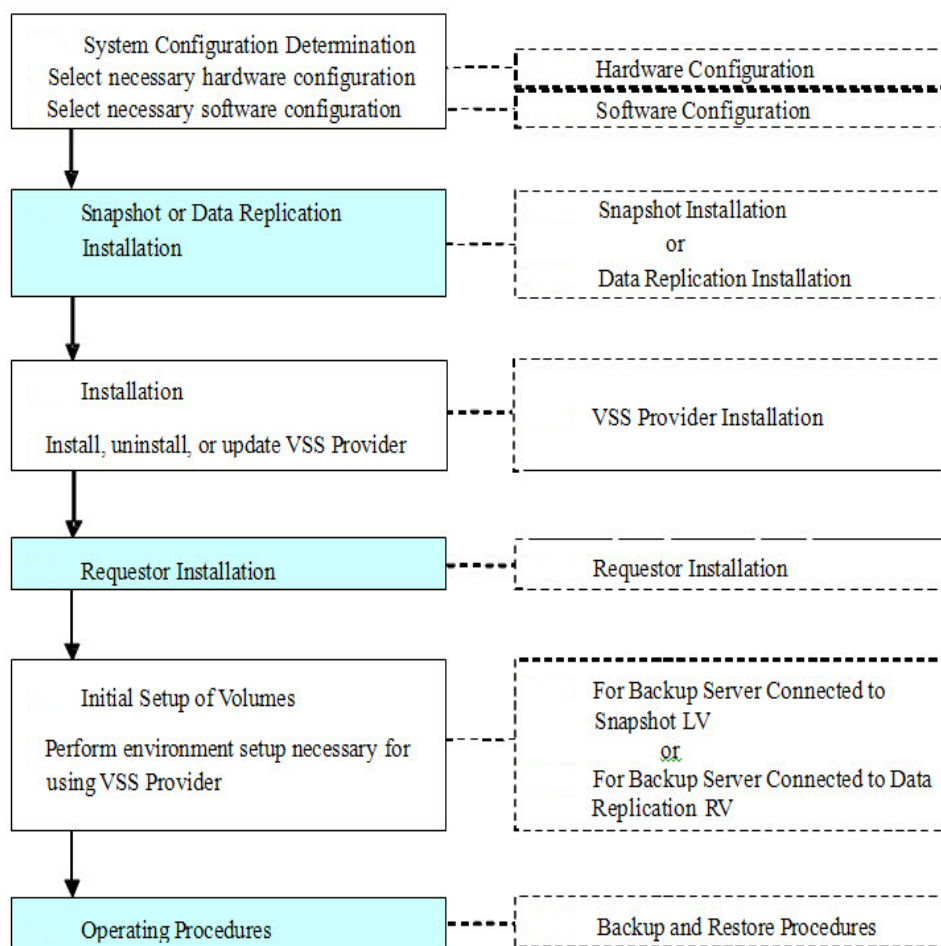 System Configuration Determination
Select necessary hardware configuration
Select necessary software configuration
Hardware Configuration
Software Configuration
Snapshot or Data Replication
Installation
Snapshot Installation
or
Data Replication Installation
Installation
Install, uninstall, or update VSS Provider
VSS Provider Installation
Requestor Installation
Requestor Installation
Initial Setup of Volumes
Perform environment setup necessary for
using VSS Provider
For Backup Server Connected to
Snapshot LV
or
For Backup Server Connected to Data
Replication RV
Operating Procedures
Backup and Restore Procedures